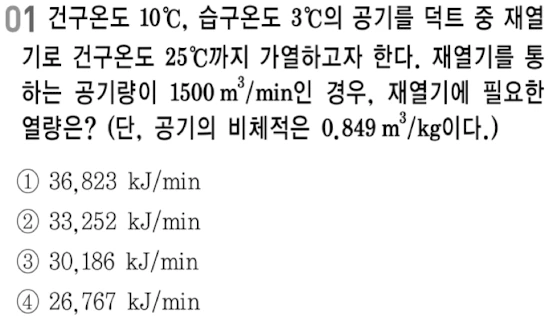 01 건구온도 10℃, 습구온도 3℃의 공기를 덕트 중 재열
기로 건구온도 25℃까지 가열하고자 한다. 재열기를 통
하는 공기량이 1500 m³/min인 경우, 재열기에 필요한
열량은? (단, 공기의 비체적은 0.849 m³/kg이다.)
① 36,823 kJ/min
② 33,252 kJ/min
③ 30,186 kJ/min
④ 26,767 kJ/min